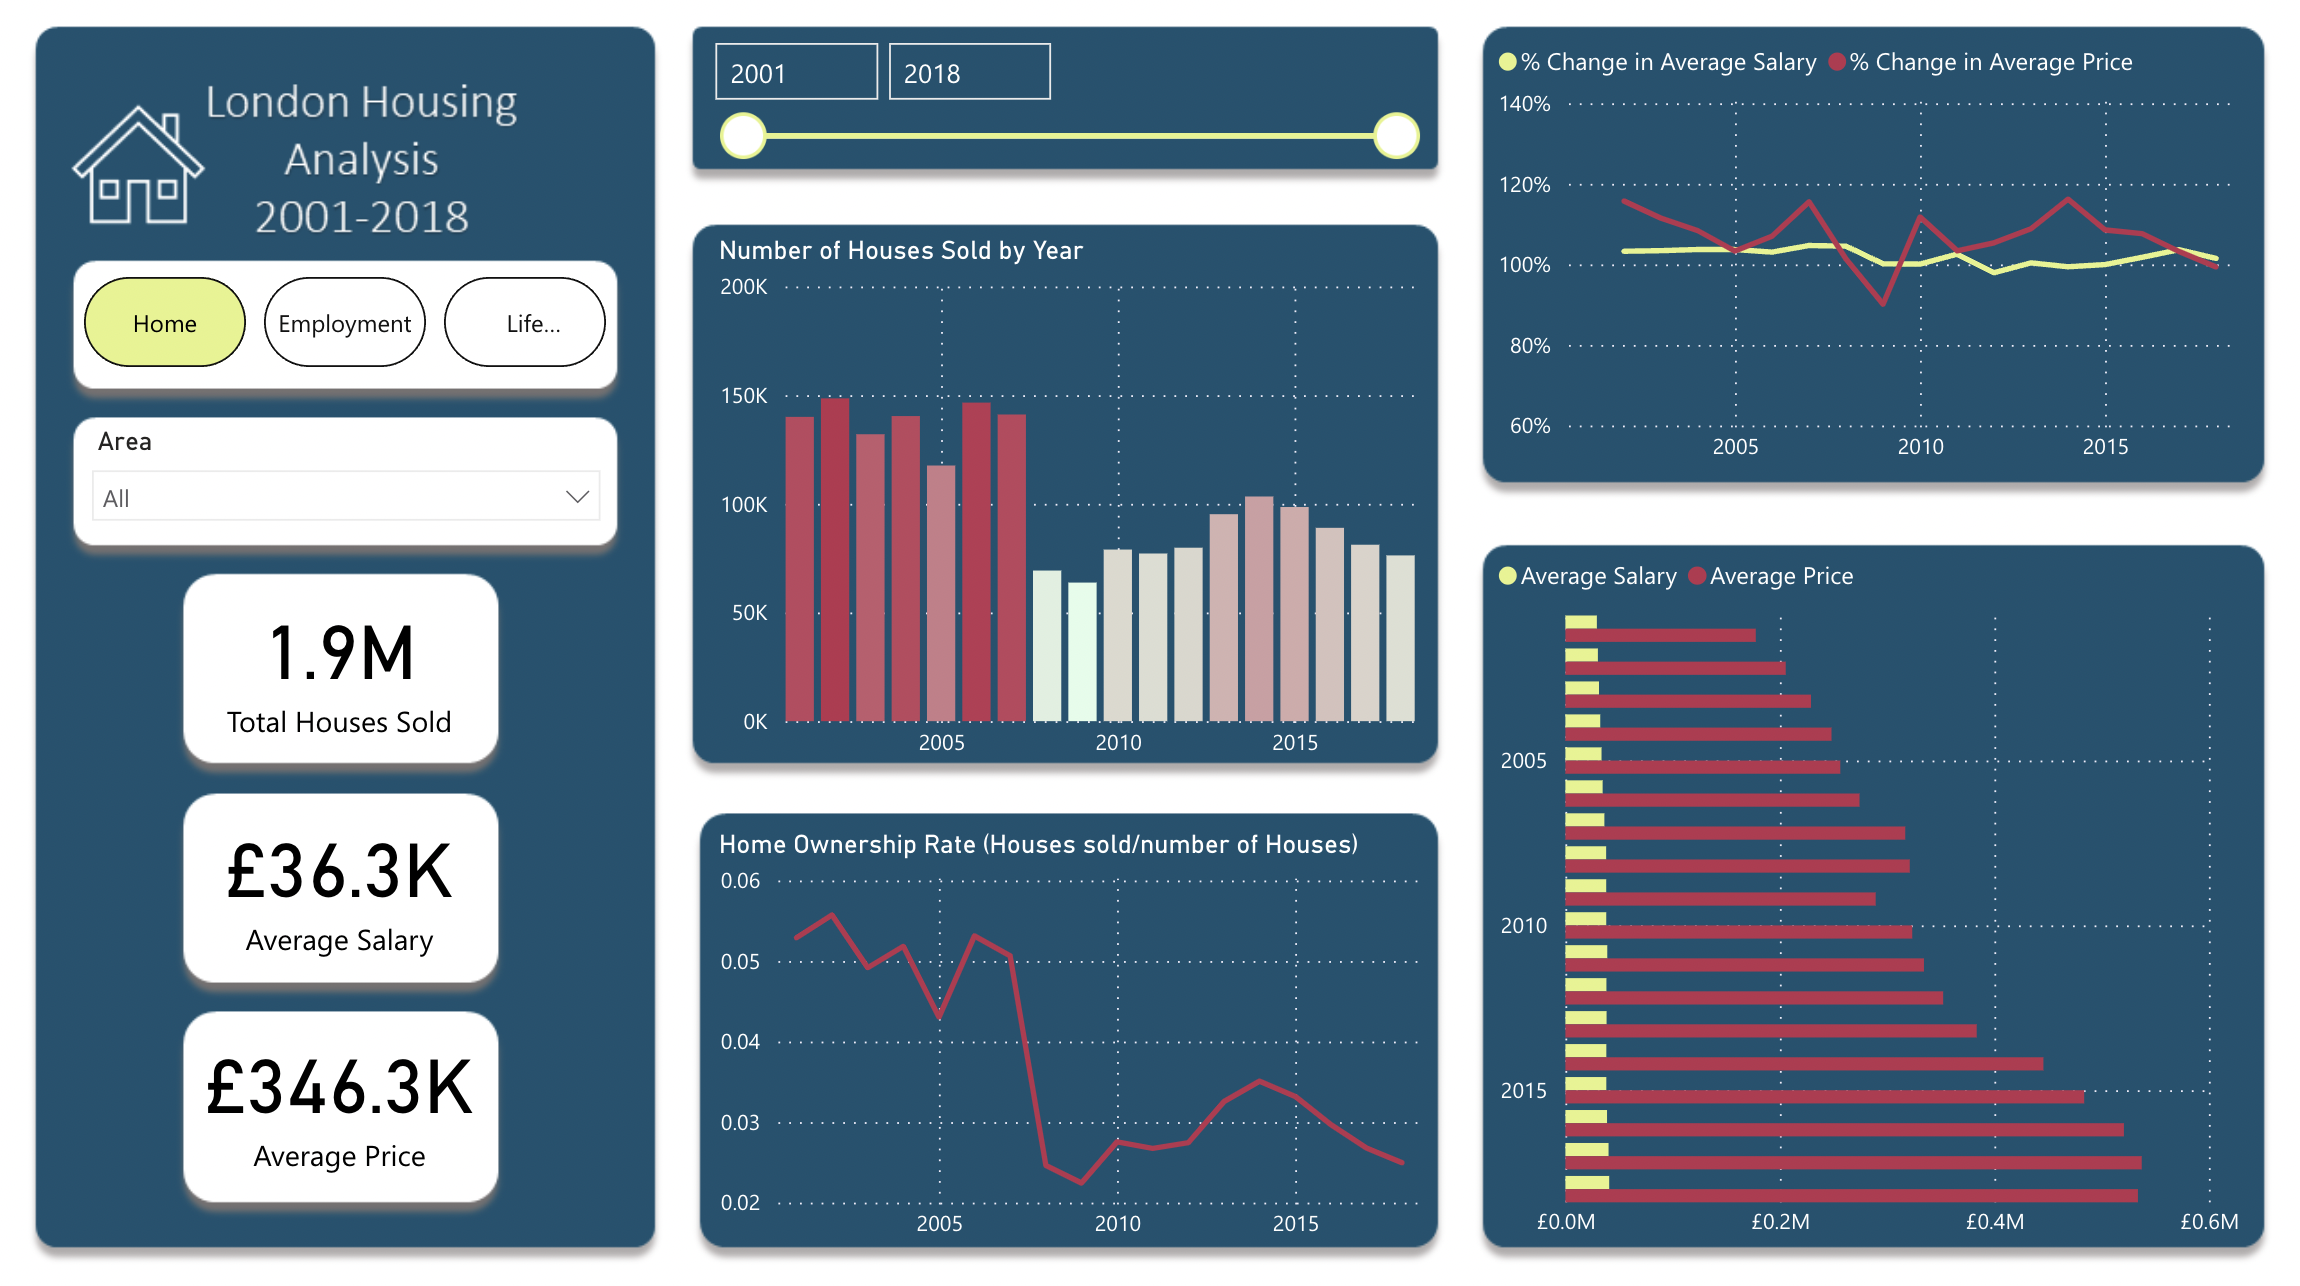 London Housing
Analysis
2001-2018
Home
Employment
Life...
Area
All
1.9M
Total Houses Sold
£36.3K
Average Salary
£346.3K
Average Price
2001
2018
Number of Houses Sold by Year
200K
150K
100K
50K
0K
2005 2010 2015
Home Ownership Rate (Houses sold/number of Houses)
0.06
0.05
0.04
0.03
0.02
2005 2010 2015
% Change in Average Salary % Change in Average Price
140%
120%
100%
80%
60%
2005 2010 2015
Average Salary Average Price
2005
2010
2015
£0.0M £0.2M £0.4M £0.6M